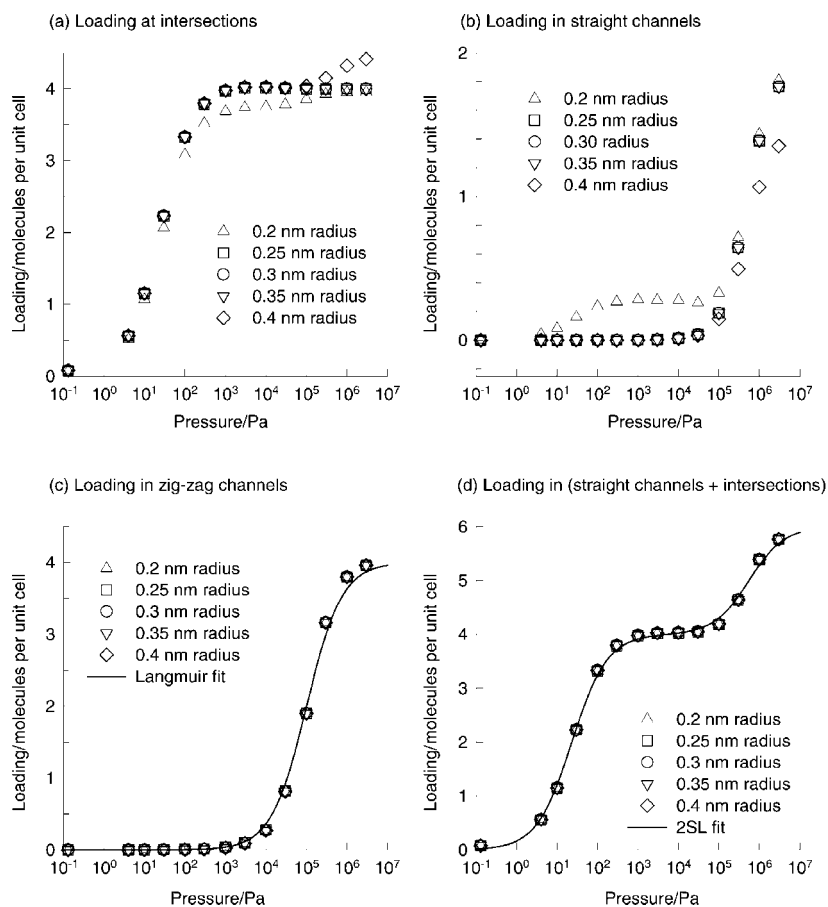 (a) Loading at intersections
5
4
3
2
1
0
Loading/molecules per unit cell
0.2 nm radius
0.25 nm radius
0.3 nm radius
0.35 nm radius
0.4 nm radius
10⁻¹ 10⁰ 10¹ 10² 10³ 10⁴ 10⁵ 10⁶ 10⁷
Pressure/Pa
(b) Loading in straight channels
2
1
0
Loading/molecules per unit cell
0.2 nm radius
0.25 nm radius
0.30 radius
0.35 nm radius
0.4 nm radius
10⁻¹ 10⁰ 10¹ 10² 10³ 10⁴ 10⁵ 10⁶ 10⁷
Pressure/Pa
(c) Loading in zig-zag channels
4
3
2
1
0
Loading/molecules per unit cell
0.2 nm radius
0.25 nm radius
0.3 nm radius
0.35 nm radius
0.4 nm radius
Langmuir fit
10⁻¹ 10⁰ 10¹ 10² 10³ 10⁴ 10⁵ 10⁶ 10⁷
Pressure/Pa
(d) Loading in (straight channels + intersections)
6
5
4
3
2
1
0
Loading/molecules per unit cell
0.2 nm radius
0.25 nm radius
0.3 nm radius
0.35 nm radius
0.4 nm radius
2SL fit
10⁻¹ 10⁰ 10¹ 10² 10³ 10⁴ 10⁵ 10⁶ 10⁷
Pressure/Pa